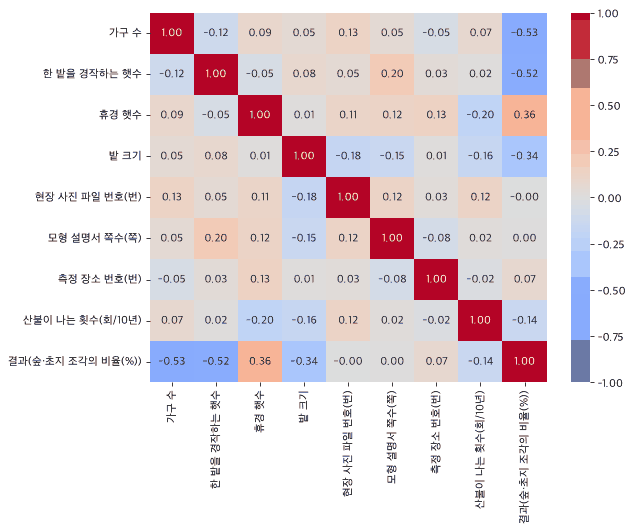 가구 수 1.00 -0.12 0.09 0.05 0.13 0.05 -0.05 0.07 -0.53
한 밭을 경작하는 햇수 -0.12 1.00 -0.05 0.08 0.05 0.20 0.03 0.02 -0.52
휴경 햇수 0.09 -0.05 1.00 0.01 0.11 0.12 0.13 -0.20 0.36
밭 크기 0.05 0.08 0.01 1.00 -0.18 -0.15 0.01 -0.16 -0.34
현장 사진 파일 번호(번) 0.13 0.05 0.11 -0.18 1.00 0.12 0.03 0.12 -0.00
모형 설명서 쪽수(쪽) 0.05 0.20 0.12 -0.15 0.12 1.00 -0.08 0.02 0.00
측정 장소 번호(번) -0.05 0.03 0.13 0.01 0.03 -0.08 1.00 -0.02 0.07
산불이 나는 횟수(회/10년) 0.07 0.02 -0.20 -0.16 0.12 0.02 -0.02 1.00 -0.14
결과(숲·초지 조각의 비율(%)) -0.53 -0.52 0.36 -0.34 -0.00 0.00 0.07 -0.14 1.00
가구 수
한 밭을 경작하는 햇수
휴경 햇수
밭 크기
현장 사진 파일 번호(번)
모형 설명서 쪽수(쪽)
측정 장소 번호(번)
산불이 나는 횟수(회/10년)
결과(숲·초지 조각의 비율(%))
1.00
0.75
0.50
0.25
0.00
-0.25
-0.50
-0.75
-1.00